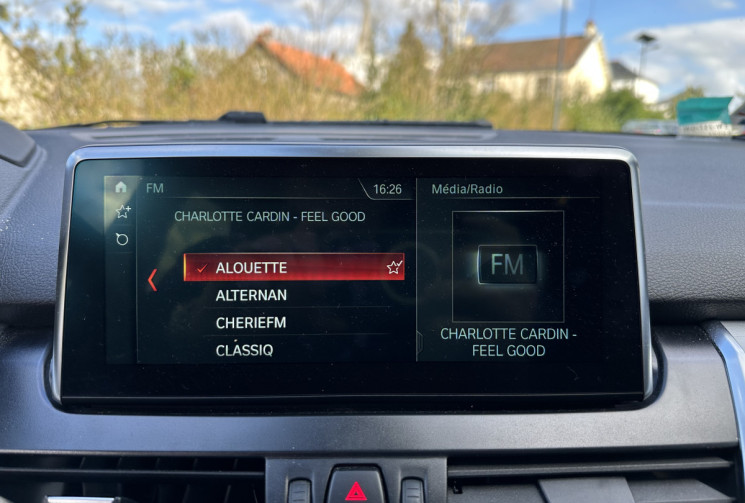 FM
16:26
Média/Radio
CHARLOTTE CARDIN - FEEL GOOD
ALOUETTE
ALTERNAN
CHERIEFM
CLASSIQ
FM
CHARLOTTE CARDIN -
FEEL GOOD